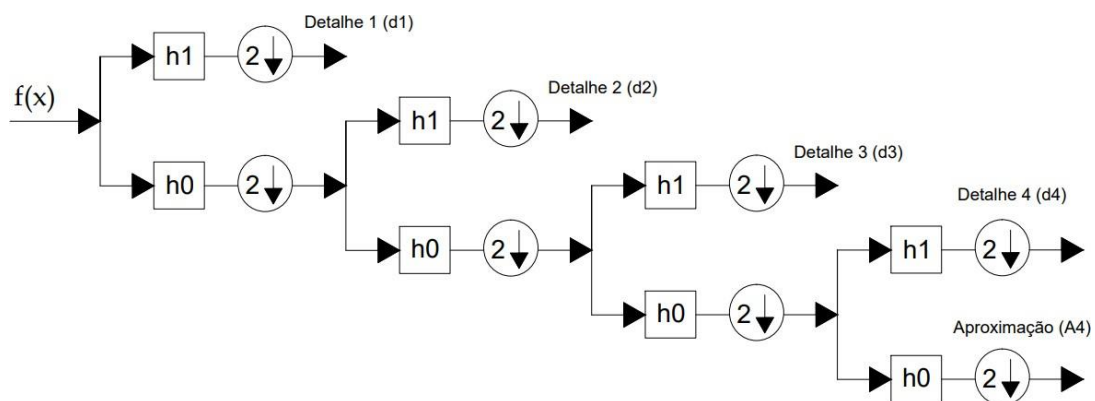 Detalhe 1 (d1)
h1
2
f(x)
Detalhe 2 (d2)
h1
2
h0
2
Detalhe 3 (d3)
h1
2
h0
2
Detalhe 4 (d4)
h1
2
h0
2
Aproximação (A4)
h0
2